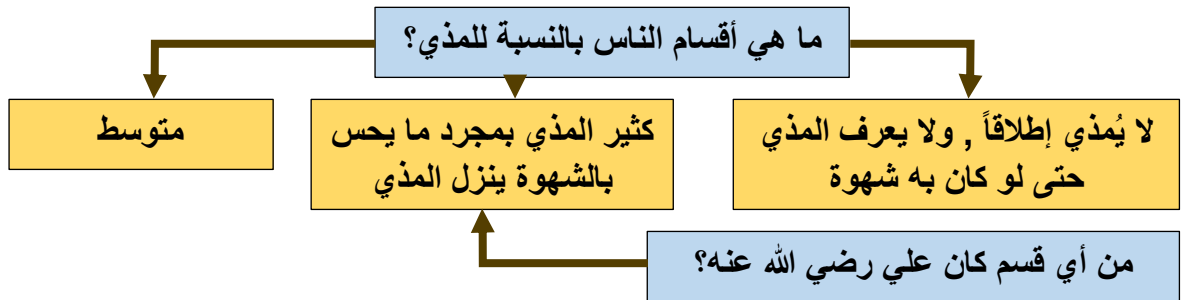 ما هي أقسام الناس بالنسبة للمذي؟
لا يُمذي إطلاقاً , ولا يعرف المذي
حتى لو كان به شهوة
كثير المذي بمجرد ما يحس
بالشهوة ينزل المذي
متوسط
من أي قسم كان علي رضي الله عنه؟